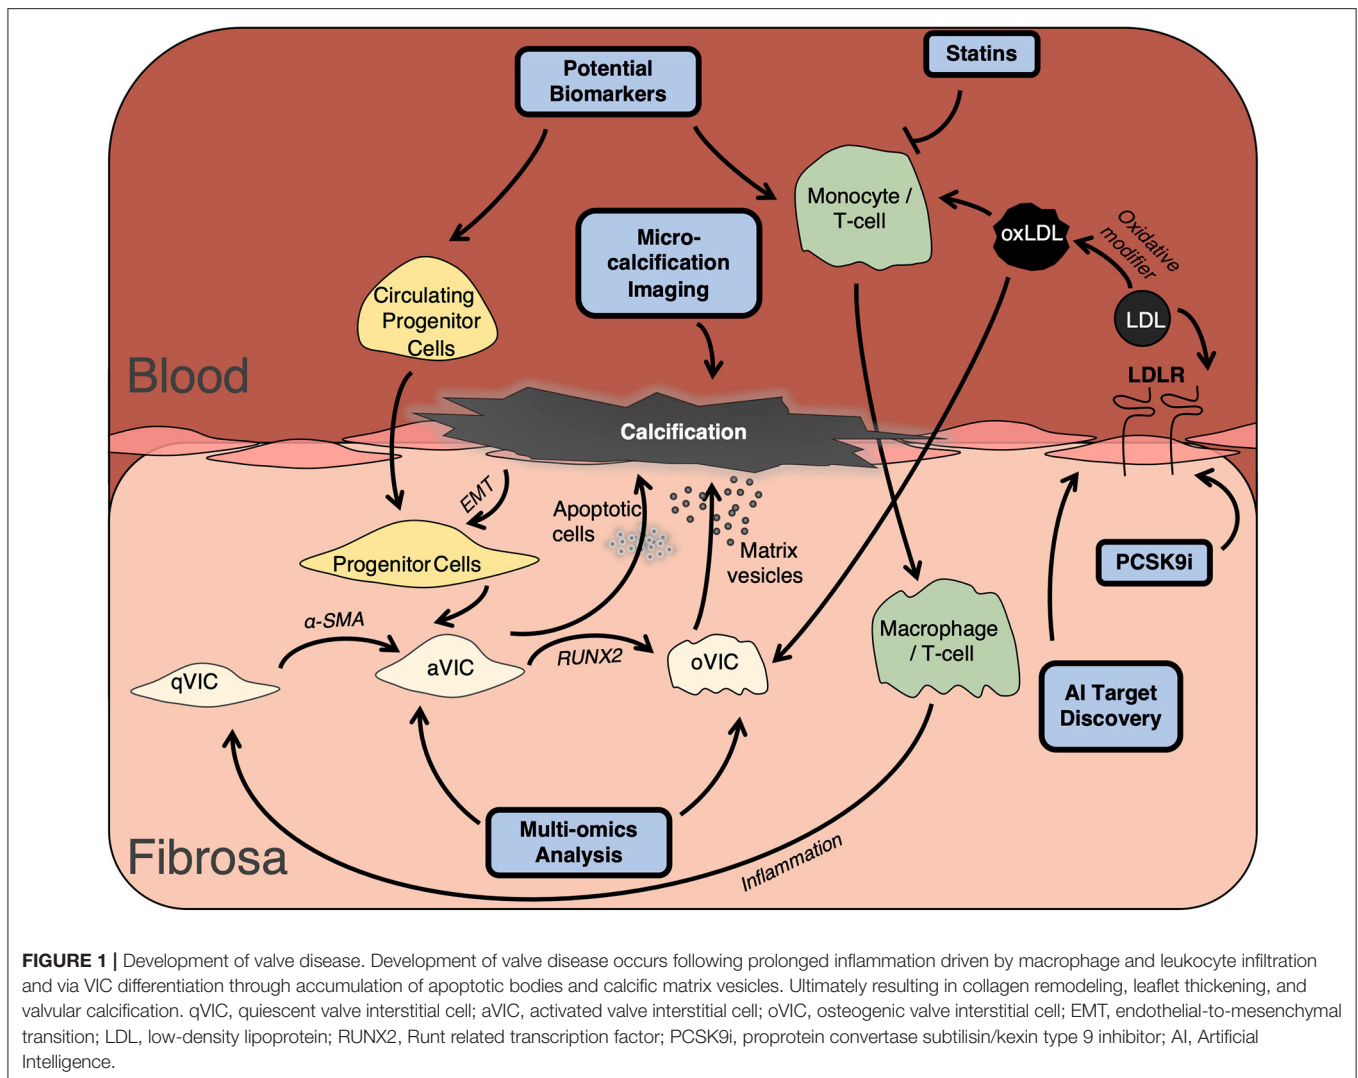 Potential
Biomarkers
Statins
Monocyte /
T-cell
Micro-
calcification
Imaging
oxLDL
Oxidative
modifier
LDL
LDLR
Circulating
Progenitor
Cells
Blood
Calcification
EMT
Apoptotic
cells
Matrix
vesicles
Progenitor Cells
PCSK9i
α-SMA
RUNX2
qVIC
aVIC
oVIC
Macrophage
/ T-cell
AI Target
Discovery
Multi-omics
Analysis
Inflammation
Fibrosa
FIGURE 1 | Development of valve disease. Development of valve disease occurs following prolonged inflammation driven by macrophage and leukocyte infiltration
and via VIC differentiation through accumulation of apoptotic bodies and calcific matrix vesicles. Ultimately resulting in collagen remodeling, leaflet thickening, and
valvular calcification. qVIC, quiescent valve interstitial cell; aVIC, activated valve interstitial cell; oVIC, osteogenic valve interstitial cell; EMT, endothelial-to-mesenchymal
transition; LDL, low-density lipoprotein; RUNX2, Runt related transcription factor; PCSK9i, proprotein convertase subtilisin/kexin type 9 inhibitor; AI, Artificial
Intelligence.